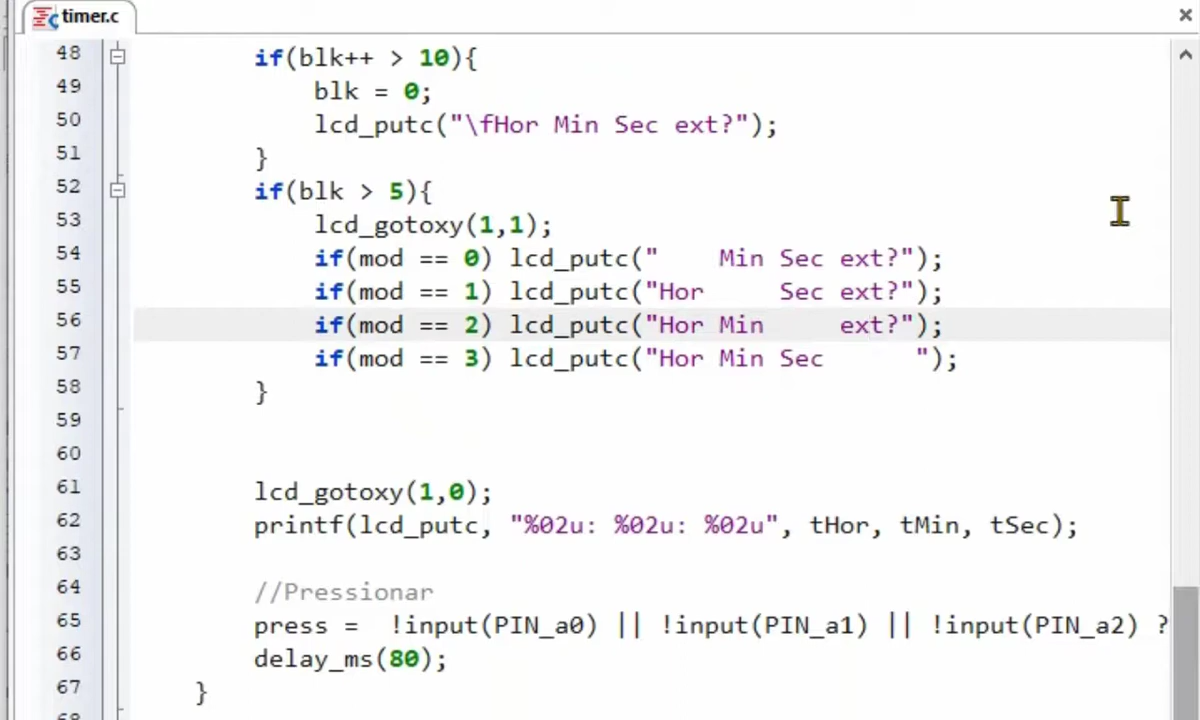 timer.c
48 if(blk++ > 10){
49 blk = 0;
50 lcd_putc("\fHor Min Sec ext?");
51 }
52 if(blk > 5){
53 lcd_gotoxy(1,1);
54 if(mod == 0) lcd_putc("    Min Sec ext?");
55 if(mod == 1) lcd_putc("Hor     Sec ext?");
56 if(mod == 2) lcd_putc("Hor Min     ext?");
57 if(mod == 3) lcd_putc("Hor Min Sec      ");
58 }
59
60
61 lcd_gotoxy(1,0);
62 printf(lcd_putc, "%02u: %02u: %02u", tHor, tMin, tSec);
63
64 //Pressionar
65 press =  !input(PIN_a0) || !input(PIN_a1) || !input(PIN_a2) ?
66 delay_ms(80);
67 }
68